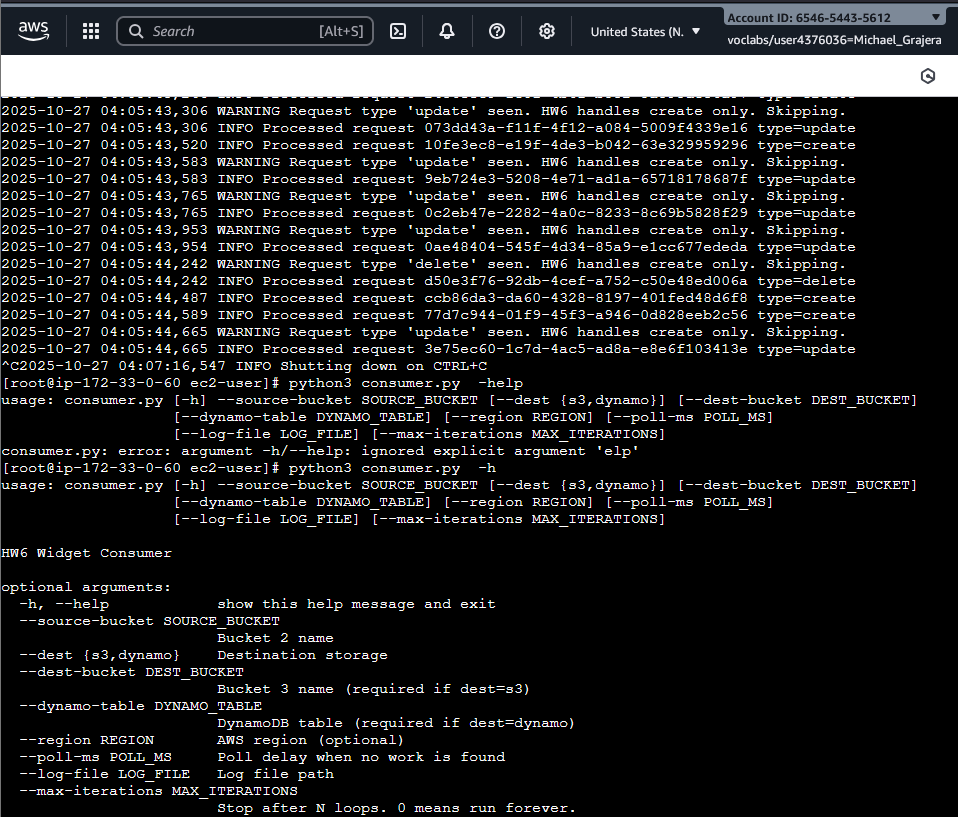 aws
Search [Alt+S]
United States (N. ▼
Account ID: 6546-5443-5612 ▼
voclabs/user4376036=Michael_Grajera
2025-10-27 04:05:43,306 WARNING Request type 'update' seen. HW6 handles create only. Skipping.
2025-10-27 04:05:43,306 INFO Processed request 073dd43a-f11f-4f12-a084-5009f4339e16 type=update
2025-10-27 04:05:43,520 INFO Processed request 10fe3ec8-e19f-4de3-b042-63e329959296 type=create
2025-10-27 04:05:43,583 WARNING Request type 'update' seen. HW6 handles create only. Skipping.
2025-10-27 04:05:43,583 INFO Processed request 9eb724e3-5208-4e71-ad1a-65718178687f type=update
2025-10-27 04:05:43,765 WARNING Request type 'update' seen. HW6 handles create only. Skipping.
2025-10-27 04:05:43,765 INFO Processed request 0c2eb47e-2282-4a0c-8233-8c69b5828f29 type=update
2025-10-27 04:05:43,953 WARNING Request type 'update' seen. HW6 handles create only. Skipping.
2025-10-27 04:05:43,954 INFO Processed request 0ae48404-545f-4d34-85a9-e1cc677ededa type=update
2025-10-27 04:05:44,242 WARNING Request type 'delete' seen. HW6 handles create only. Skipping.
2025-10-27 04:05:44,242 INFO Processed request d50e3f76-92db-4cef-a752-c50e48ed006a type=delete
2025-10-27 04:05:44,487 INFO Processed request ccb86da3-da60-4328-8197-401fed48d6f8 type=create
2025-10-27 04:05:44,589 INFO Processed request 77d7c944-01f9-45f3-a946-0d828eeb2c56 type=create
2025-10-27 04:05:44,665 WARNING Request type 'update' seen. HW6 handles create only. Skipping.
2025-10-27 04:05:44,665 INFO Processed request 3e75ec60-1c7d-4ac5-ad8a-e8e6f103413e type=update
^C2025-10-27 04:07:16,547 INFO Shutting down on CTRL+C
[root@ip-172-33-0-60 ec2-user]# python3 consumer.py  -help
usage: consumer.py [-h] --source-bucket SOURCE_BUCKET [--dest {s3,dynamo}] [--dest-bucket DEST_BUCKET]
[--dynamo-table DYNAMO_TABLE] [--region REGION] [--poll-ms POLL_MS]
[--log-file LOG_FILE] [--max-iterations MAX_ITERATIONS]
consumer.py: error: argument -h/--help: ignored explicit argument 'elp'
[root@ip-172-33-0-60 ec2-user]# python3 consumer.py  -h
usage: consumer.py [-h] --source-bucket SOURCE_BUCKET [--dest {s3,dynamo}] [--dest-bucket DEST_BUCKET]
[--dynamo-table DYNAMO_TABLE] [--region REGION] [--poll-ms POLL_MS]
[--log-file LOG_FILE] [--max-iterations MAX_ITERATIONS]
HW6 Widget Consumer
optional arguments:
-h, --help            show this help message and exit
--source-bucket SOURCE_BUCKET
Bucket 2 name
--dest {s3,dynamo}    Destination storage
--dest-bucket DEST_BUCKET
Bucket 3 name (required if dest=s3)
--dynamo-table DYNAMO_TABLE
DynamoDB table (required if dest=dynamo)
--region REGION       AWS region (optional)
--poll-ms POLL_MS     Poll delay when no work is found
--log-file LOG_FILE   Log file path
--max-iterations MAX_ITERATIONS
Stop after N loops. 0 means run forever.